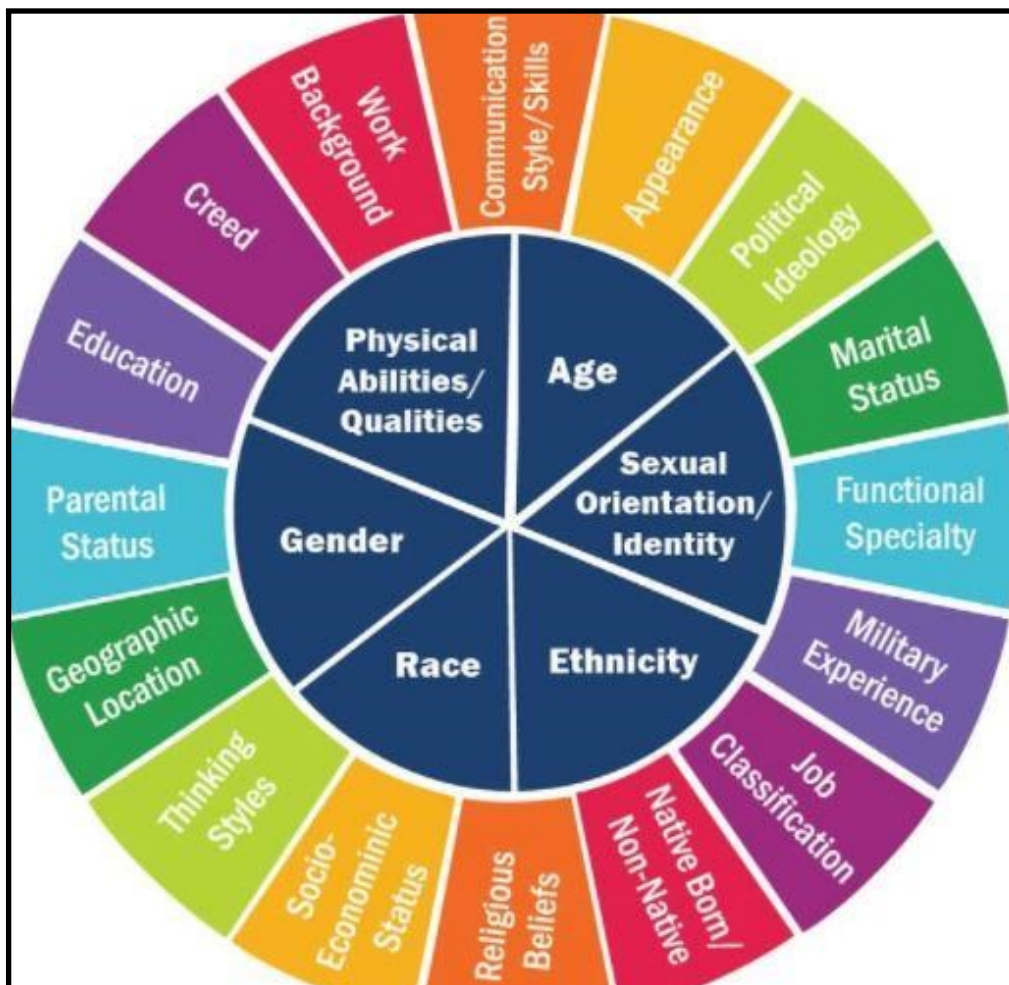 Communication
Style/Skills
Appearance
Political
Ideology
Marital
Status
Functional
Specialty
Military
Experience
Job
Classification
Native Born/
Non-Native
Religious
Beliefs
Socio-
Economic
Status
Thinking
Styles
Geographic
Location
Parental
Status
Education
Creed
Work
Background
Physical
Abilities/
Qualities
Age
Sexual
Orientation/
Identity
Ethnicity
Race
Gender